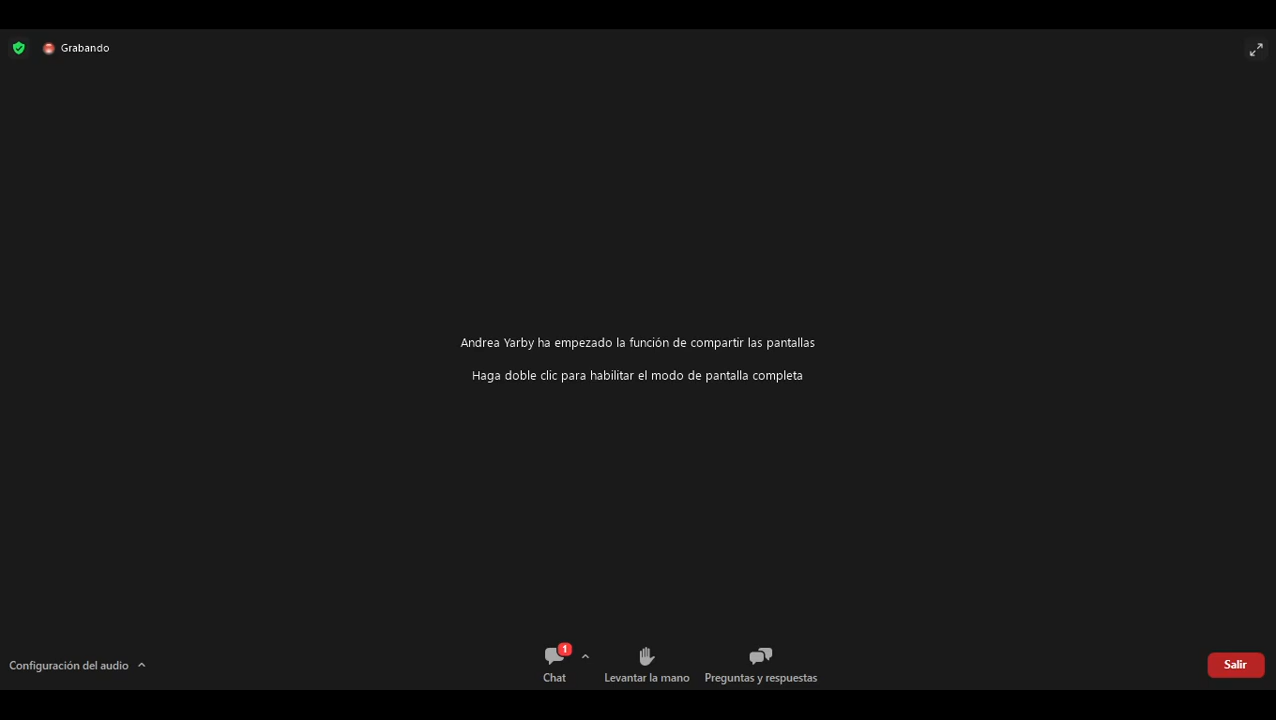 Grabando
Andrea Yarby ha empezado la función de compartir las pantallas
Haga doble clic para habilitar el modo de pantalla completa
Configuración del audio
1
Chat
Levantar la mano
Preguntas y respuestas
Salir